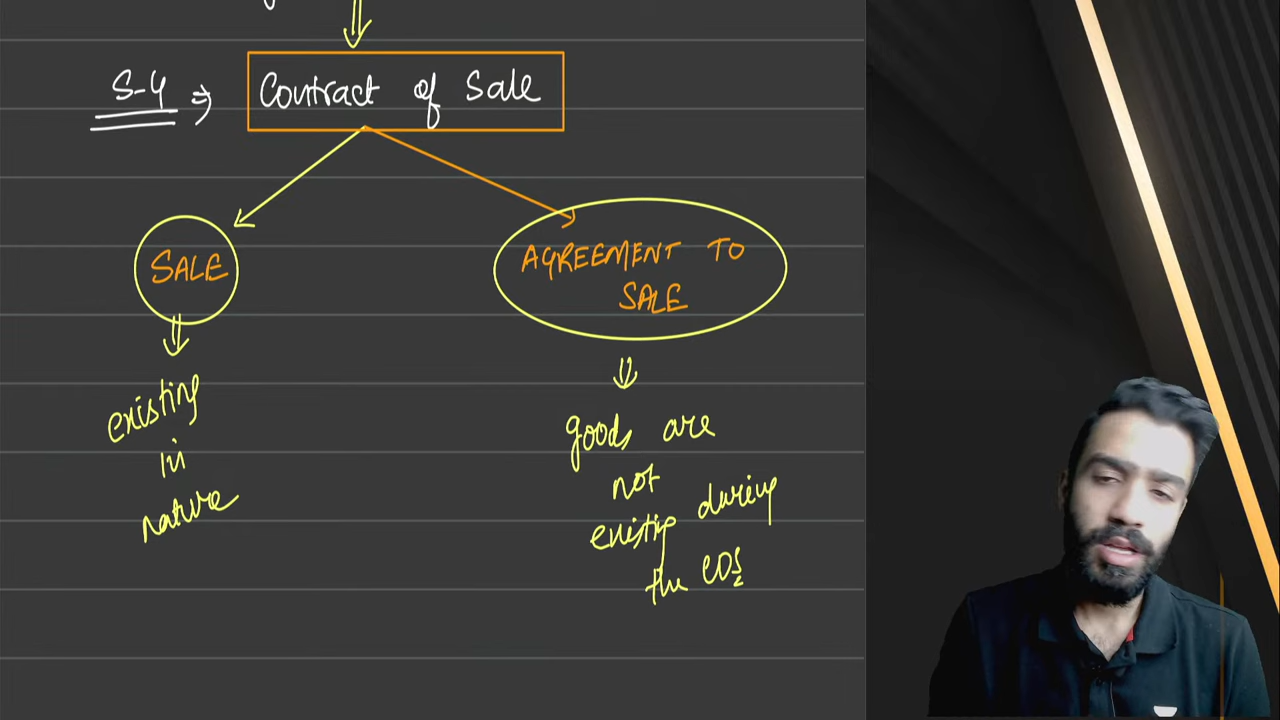 S-4 ⇒ Contract of Sale
SALE
AGREEMENT TO
SALE
existing
in
nature
goods are
not
existing during
the COS